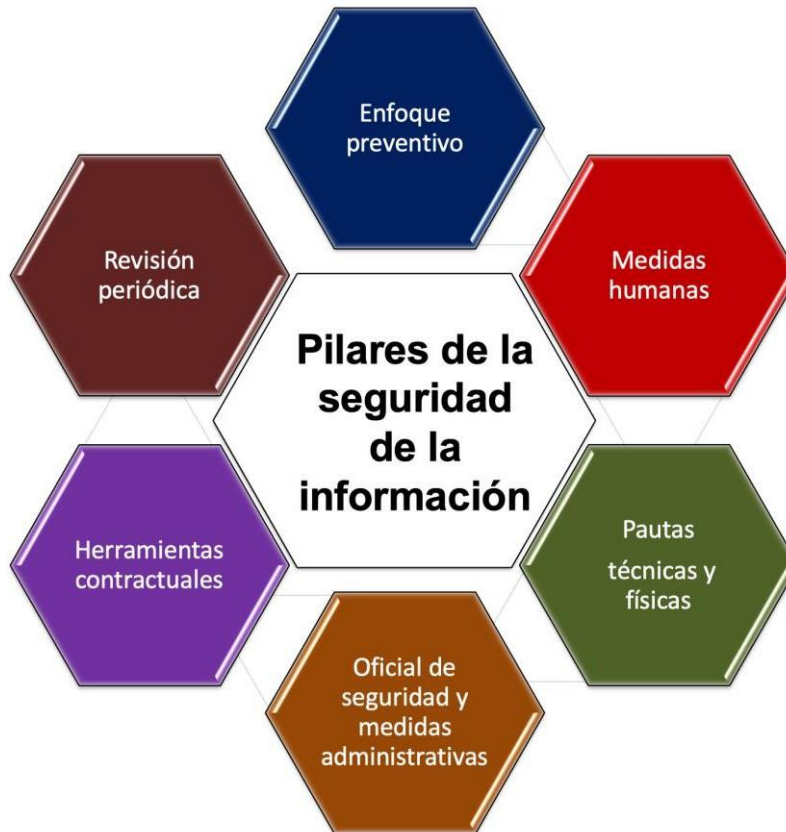 Enfoque
preventivo
Medidas
humanas
Pautas
técnicas y
físicas
Oficial de
seguridad y
medidas
administrativas
Herramientas
contractuales
Revisión
periódica
Pilares de la
seguridad
de la
información